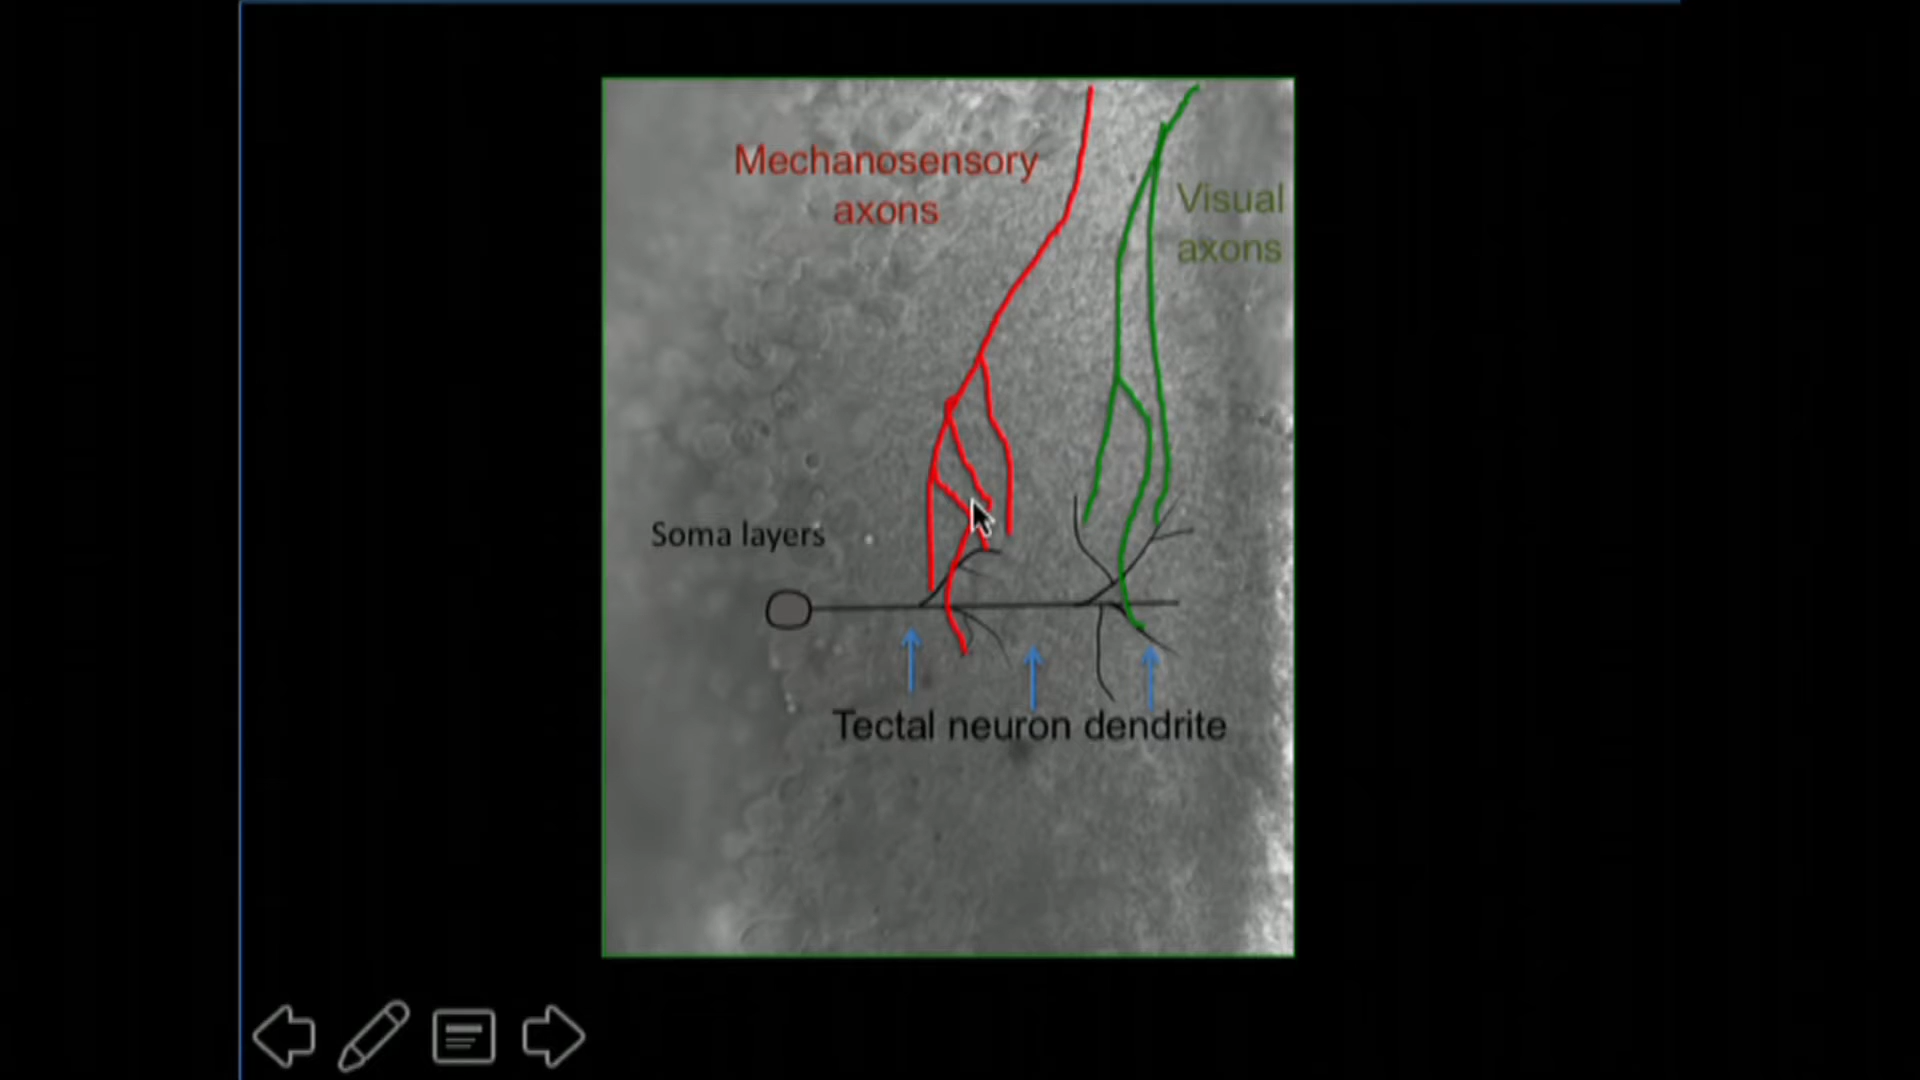 Mechanosensory
axons
Visual
axons
Soma layers
Tectal neuron dendrite